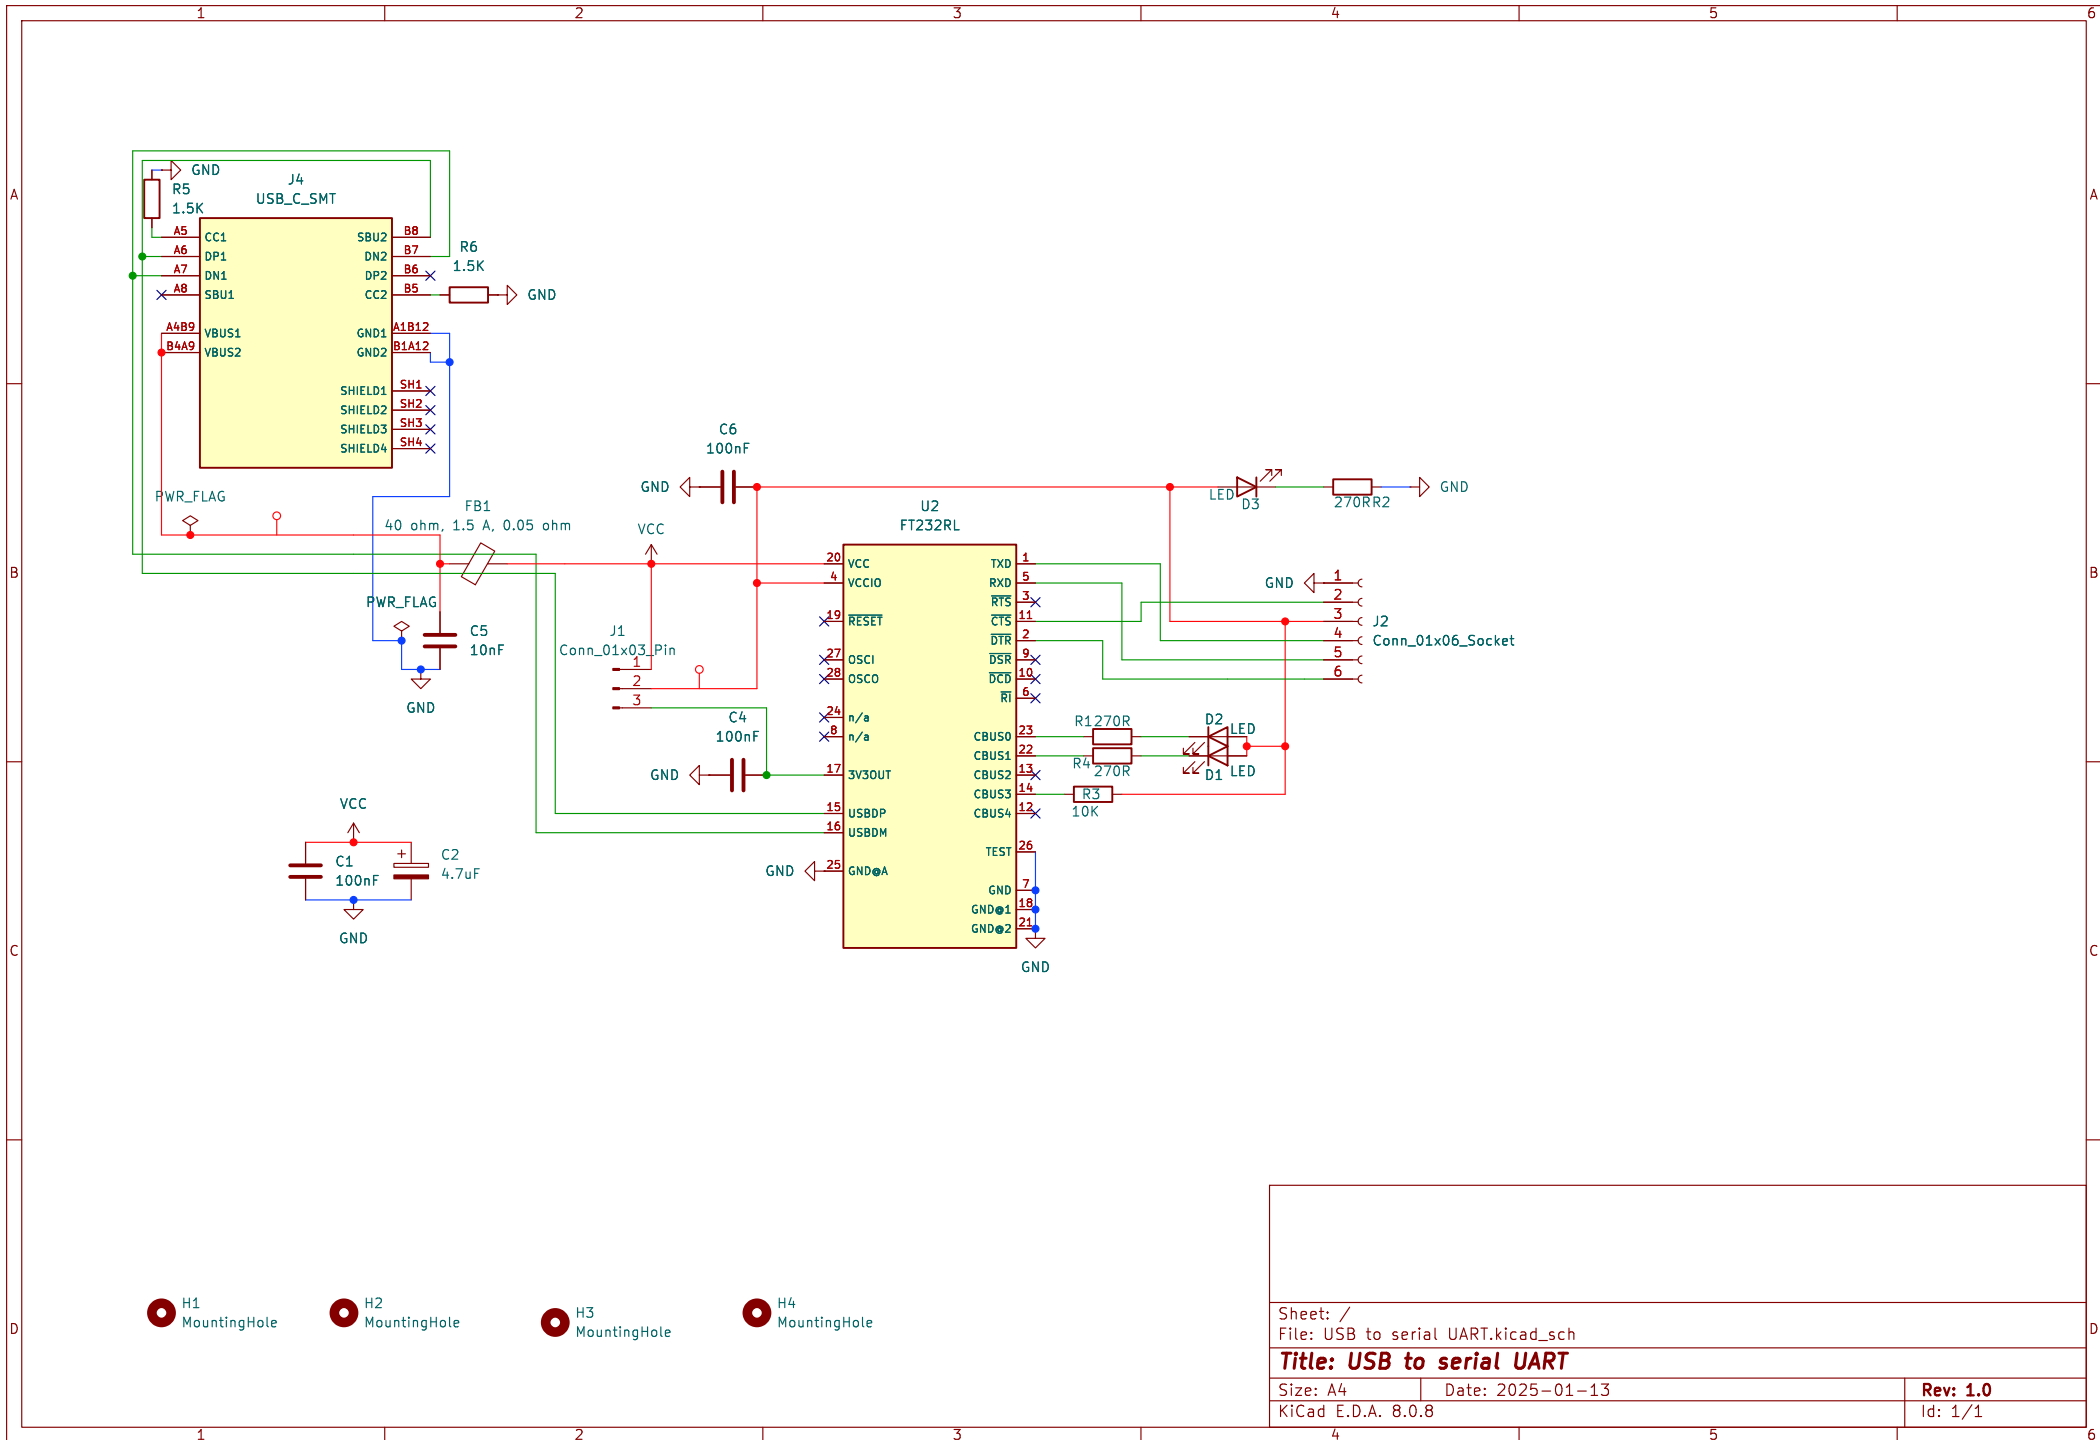 1 2 3 4 5 6
A
B
C
D
A
B
C
D
GND
R5
1.5K
J4
USB_C_SMT
A5 CC1
A6 DP1
A7 DN1
A8 SBU1
A4B9 VBUS1
B4A9 VBUS2
SBU2 B8
DN2 B7
DP2 B6
CC2 B5
GND1 A1B12
GND2 B1A12
SHIELD1 SH1
SHIELD2 SH2
SHIELD3 SH3
SHIELD4 SH4
R6
1.5K
GND
PWR_FLAG
FB1
40 ohm, 1.5 A, 0.05 ohm
PWR_FLAG
C5
10nF
GND
VCC
J1
Conn_01x03_Pin
1
2
3
C6
100nF
GND
C4
100nF
GND
U2
FT232RL
20 VCC
4 VCCIO
19 RESET
27 OSCI
28 OSCO
24 n/a
8 n/a
17 3V3OUT
15 USBDP
16 USBDM
25 GND@A
GND
TXD 1
RXD 5
RTS 3
CTS 11
DTR 2
DSR 9
DCD 10
RI 6
CBUS0 23
CBUS1 22
CBUS2 13
CBUS3 14
CBUS4 12
TEST 26
GND 7
GND@1 18
GND@2 21
GND
LED
D3
270R R2
GND
GND
1
2
3
4
5
6
J2
Conn_01x06_Socket
R1 270R
R4
270R
D2
LED
D1
LED
R3
10K
VCC
C1
100nF
C2
4.7uF
+
GND
H1
MountingHole
H2
MountingHole
H3
MountingHole
H4
MountingHole
Sheet: /
File: USB to serial UART.kicad_sch
Title: USB to serial UART
Size: A4
Date: 2025-01-13
Rev: 1.0
KiCad E.D.A. 8.0.8
Id: 1/1
1 2 3 4 5 6